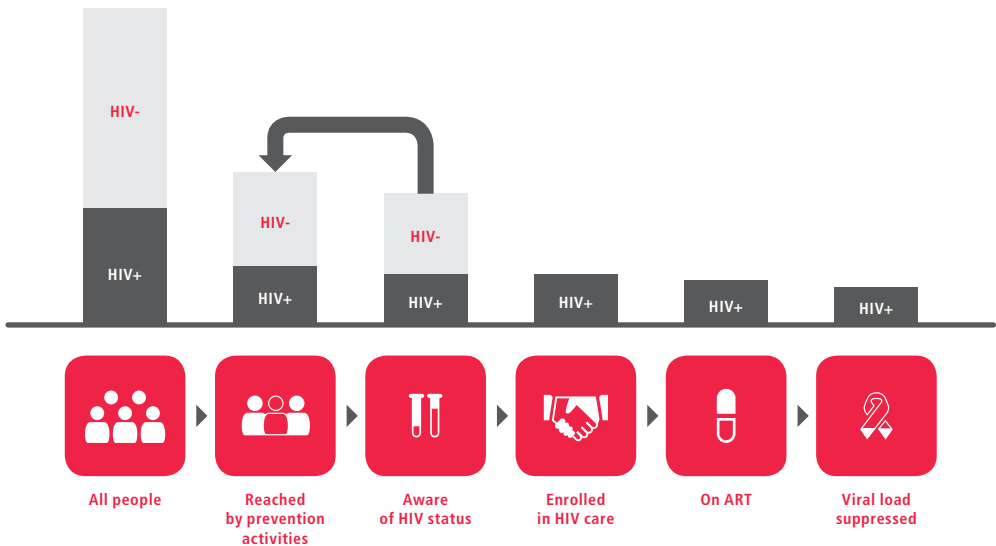 HIV-
HIV+
HIV-
HIV+
HIV-
HIV+
HIV+
HIV+
HIV+
All people
Reached
by prevention
activities
Aware
of HIV status
Enrolled
in HIV care
On ART
Viral load
suppressed